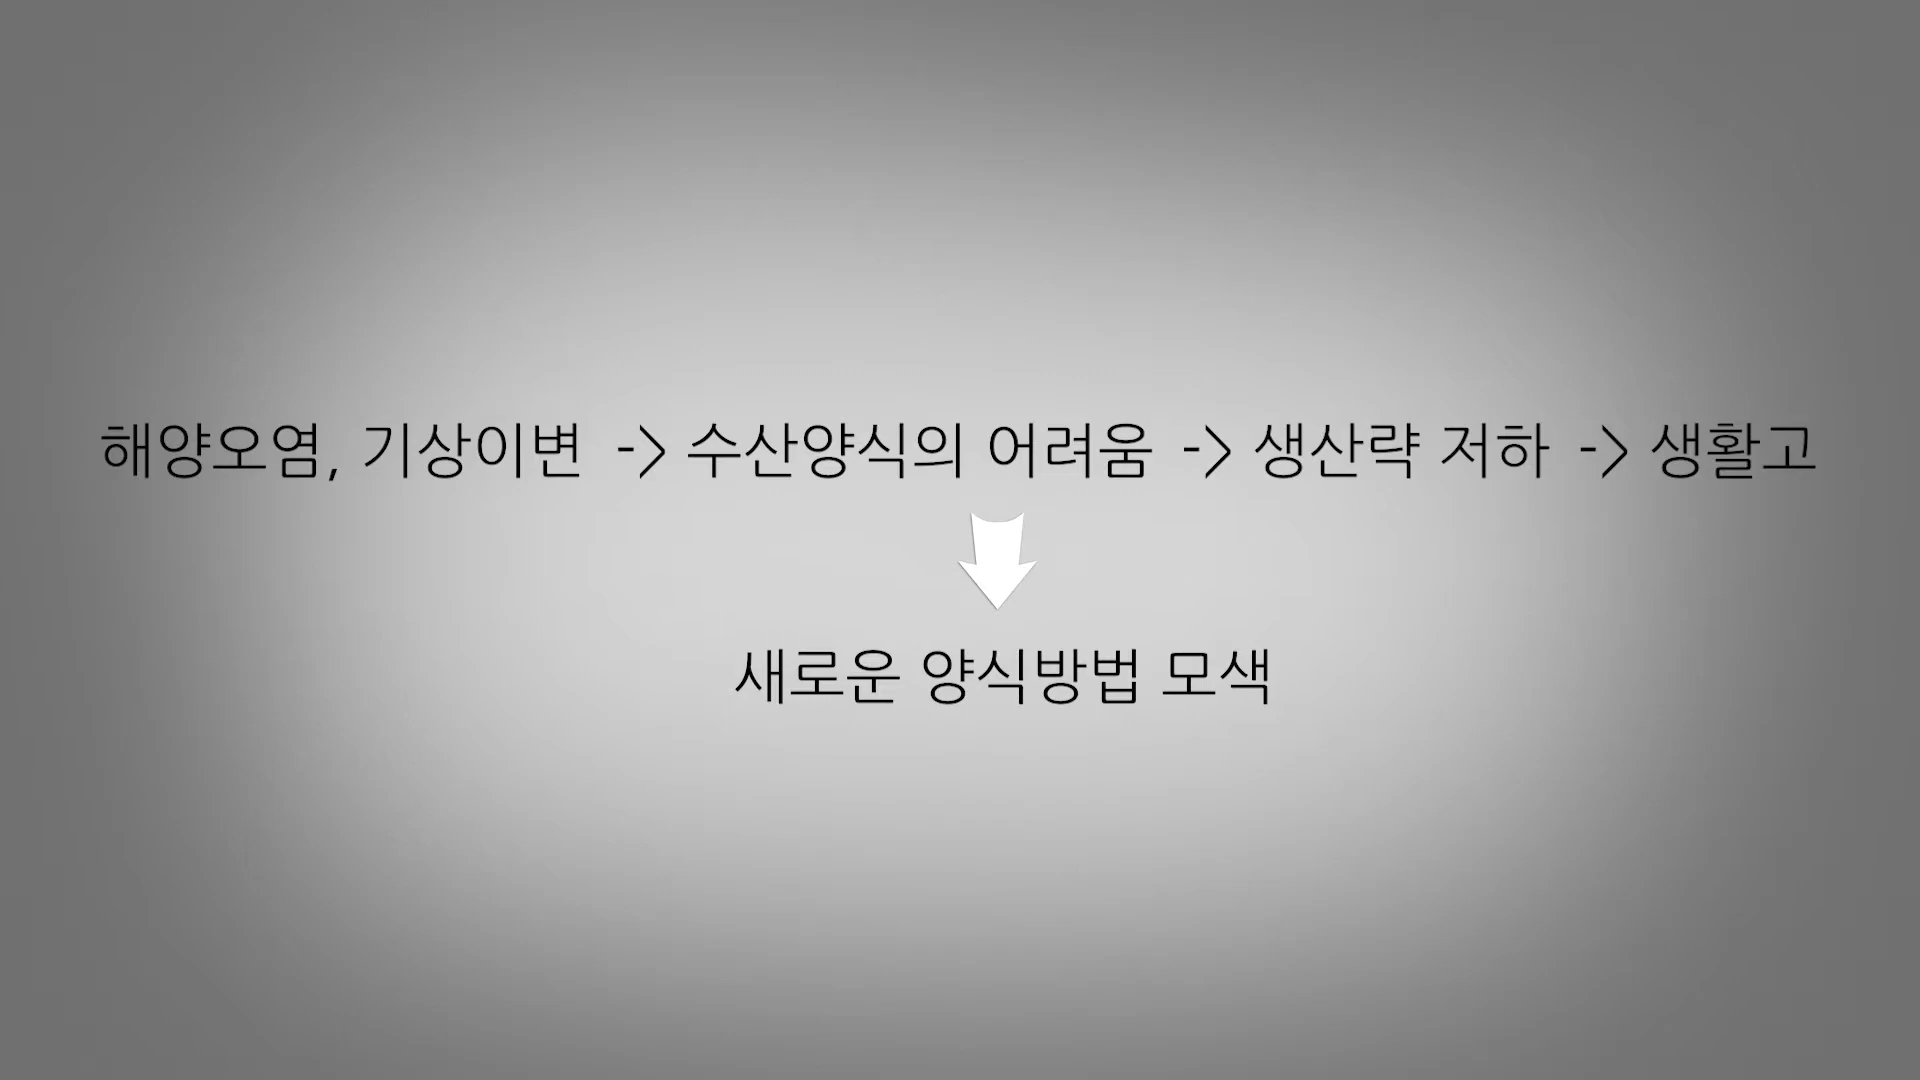 해양오염, 기상이변 -> 수산양식의 어려움 -> 생산략 저하 -> 생활고
새로운 양식방법 모색